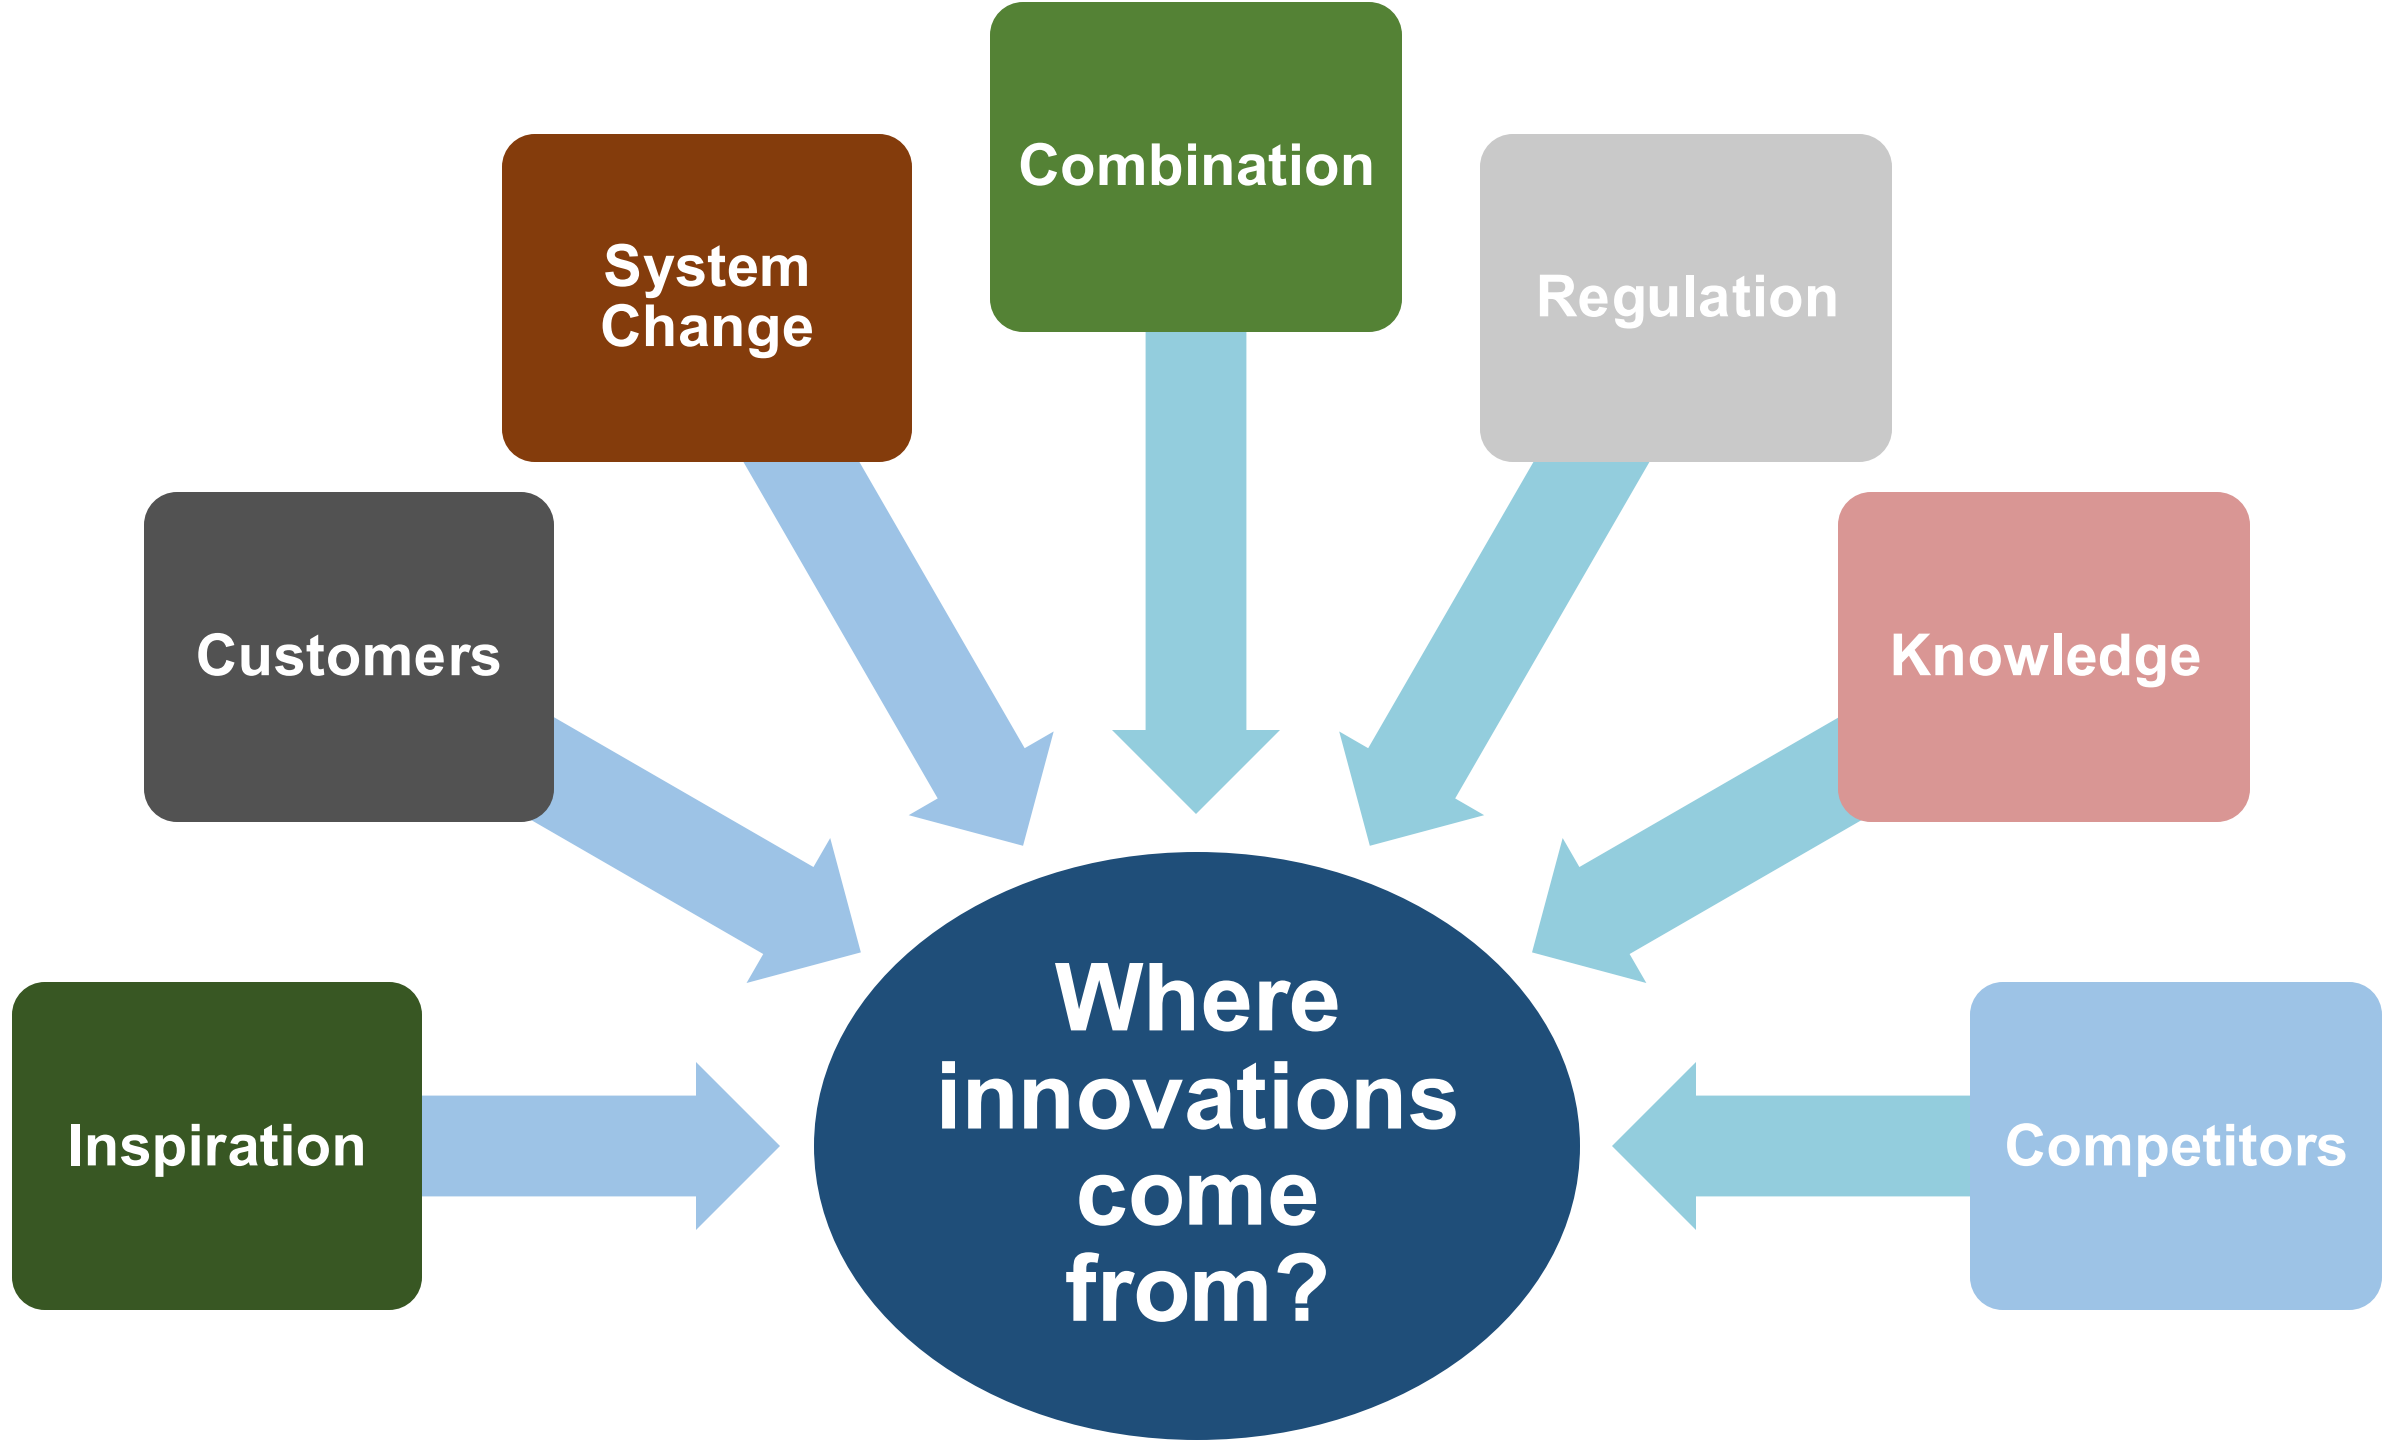 Combination
System
Change
Regulation
Customers
Knowledge
Inspiration
Where
innovations
come
from?
Competitors